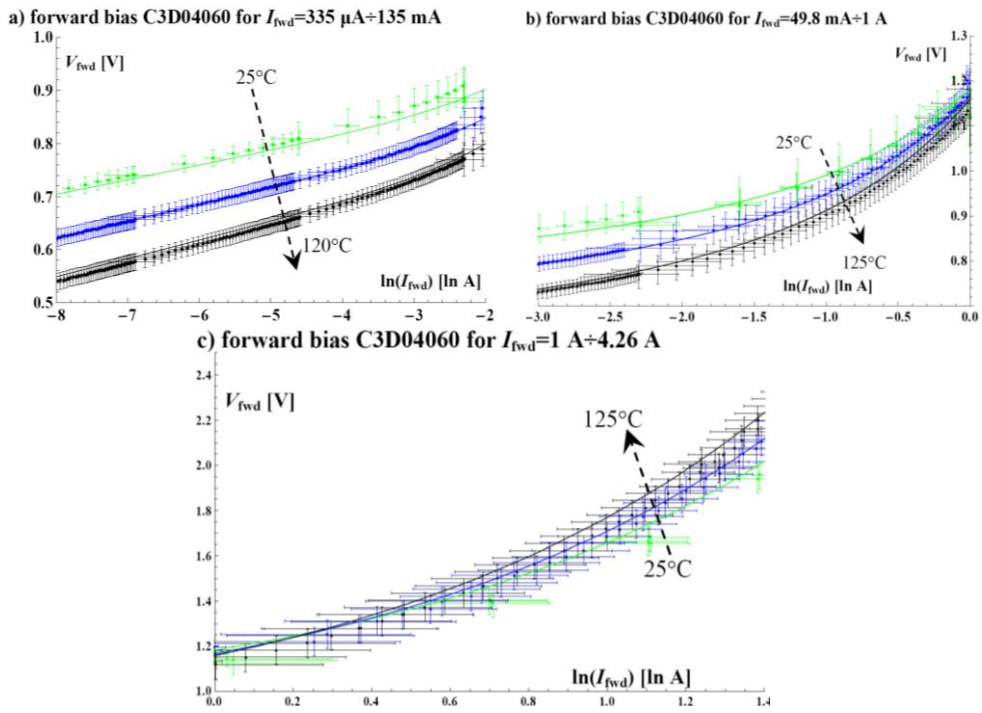 a) forward bias C3D04060 for Ifwd=335 µA÷135 mA
1.0
0.9
0.8
0.7
0.6
0.5
Vfwd [V]
25°C
120°C
ln(Ifwd) [ln A]
−8 −7 −6 −5 −4 −3 −2
b) forward bias C3D04060 for Ifwd=49.8 mA÷1 A
Vfwd [V]
1.3
1.2
1.1
1.0
0.9
0.8
25°C
125°C
ln(Ifwd) [ln A]
-3.0 -2.5 -2.0 -1.5 -1.0 -0.5 0.0
c) forward bias C3D04060 for Ifwd=1 A÷4.26 A
2.4
2.2
2.0
1.8
1.6
1.4
1.2
1.0
Vfwd [V]
125°C
25°C
ln(Ifwd) [ln A]
0.0 0.2 0.4 0.6 0.8 1.0 1.2 1.4